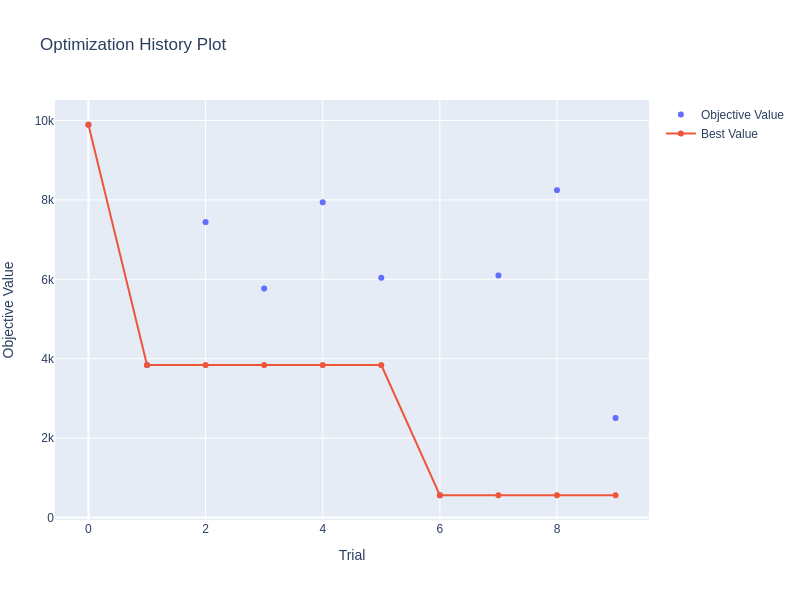 Optimization History Plot
Objective Value
Best Value
10k
8k
6k
4k
2k
0
Objective Value
0 2 4 6 8
Trial